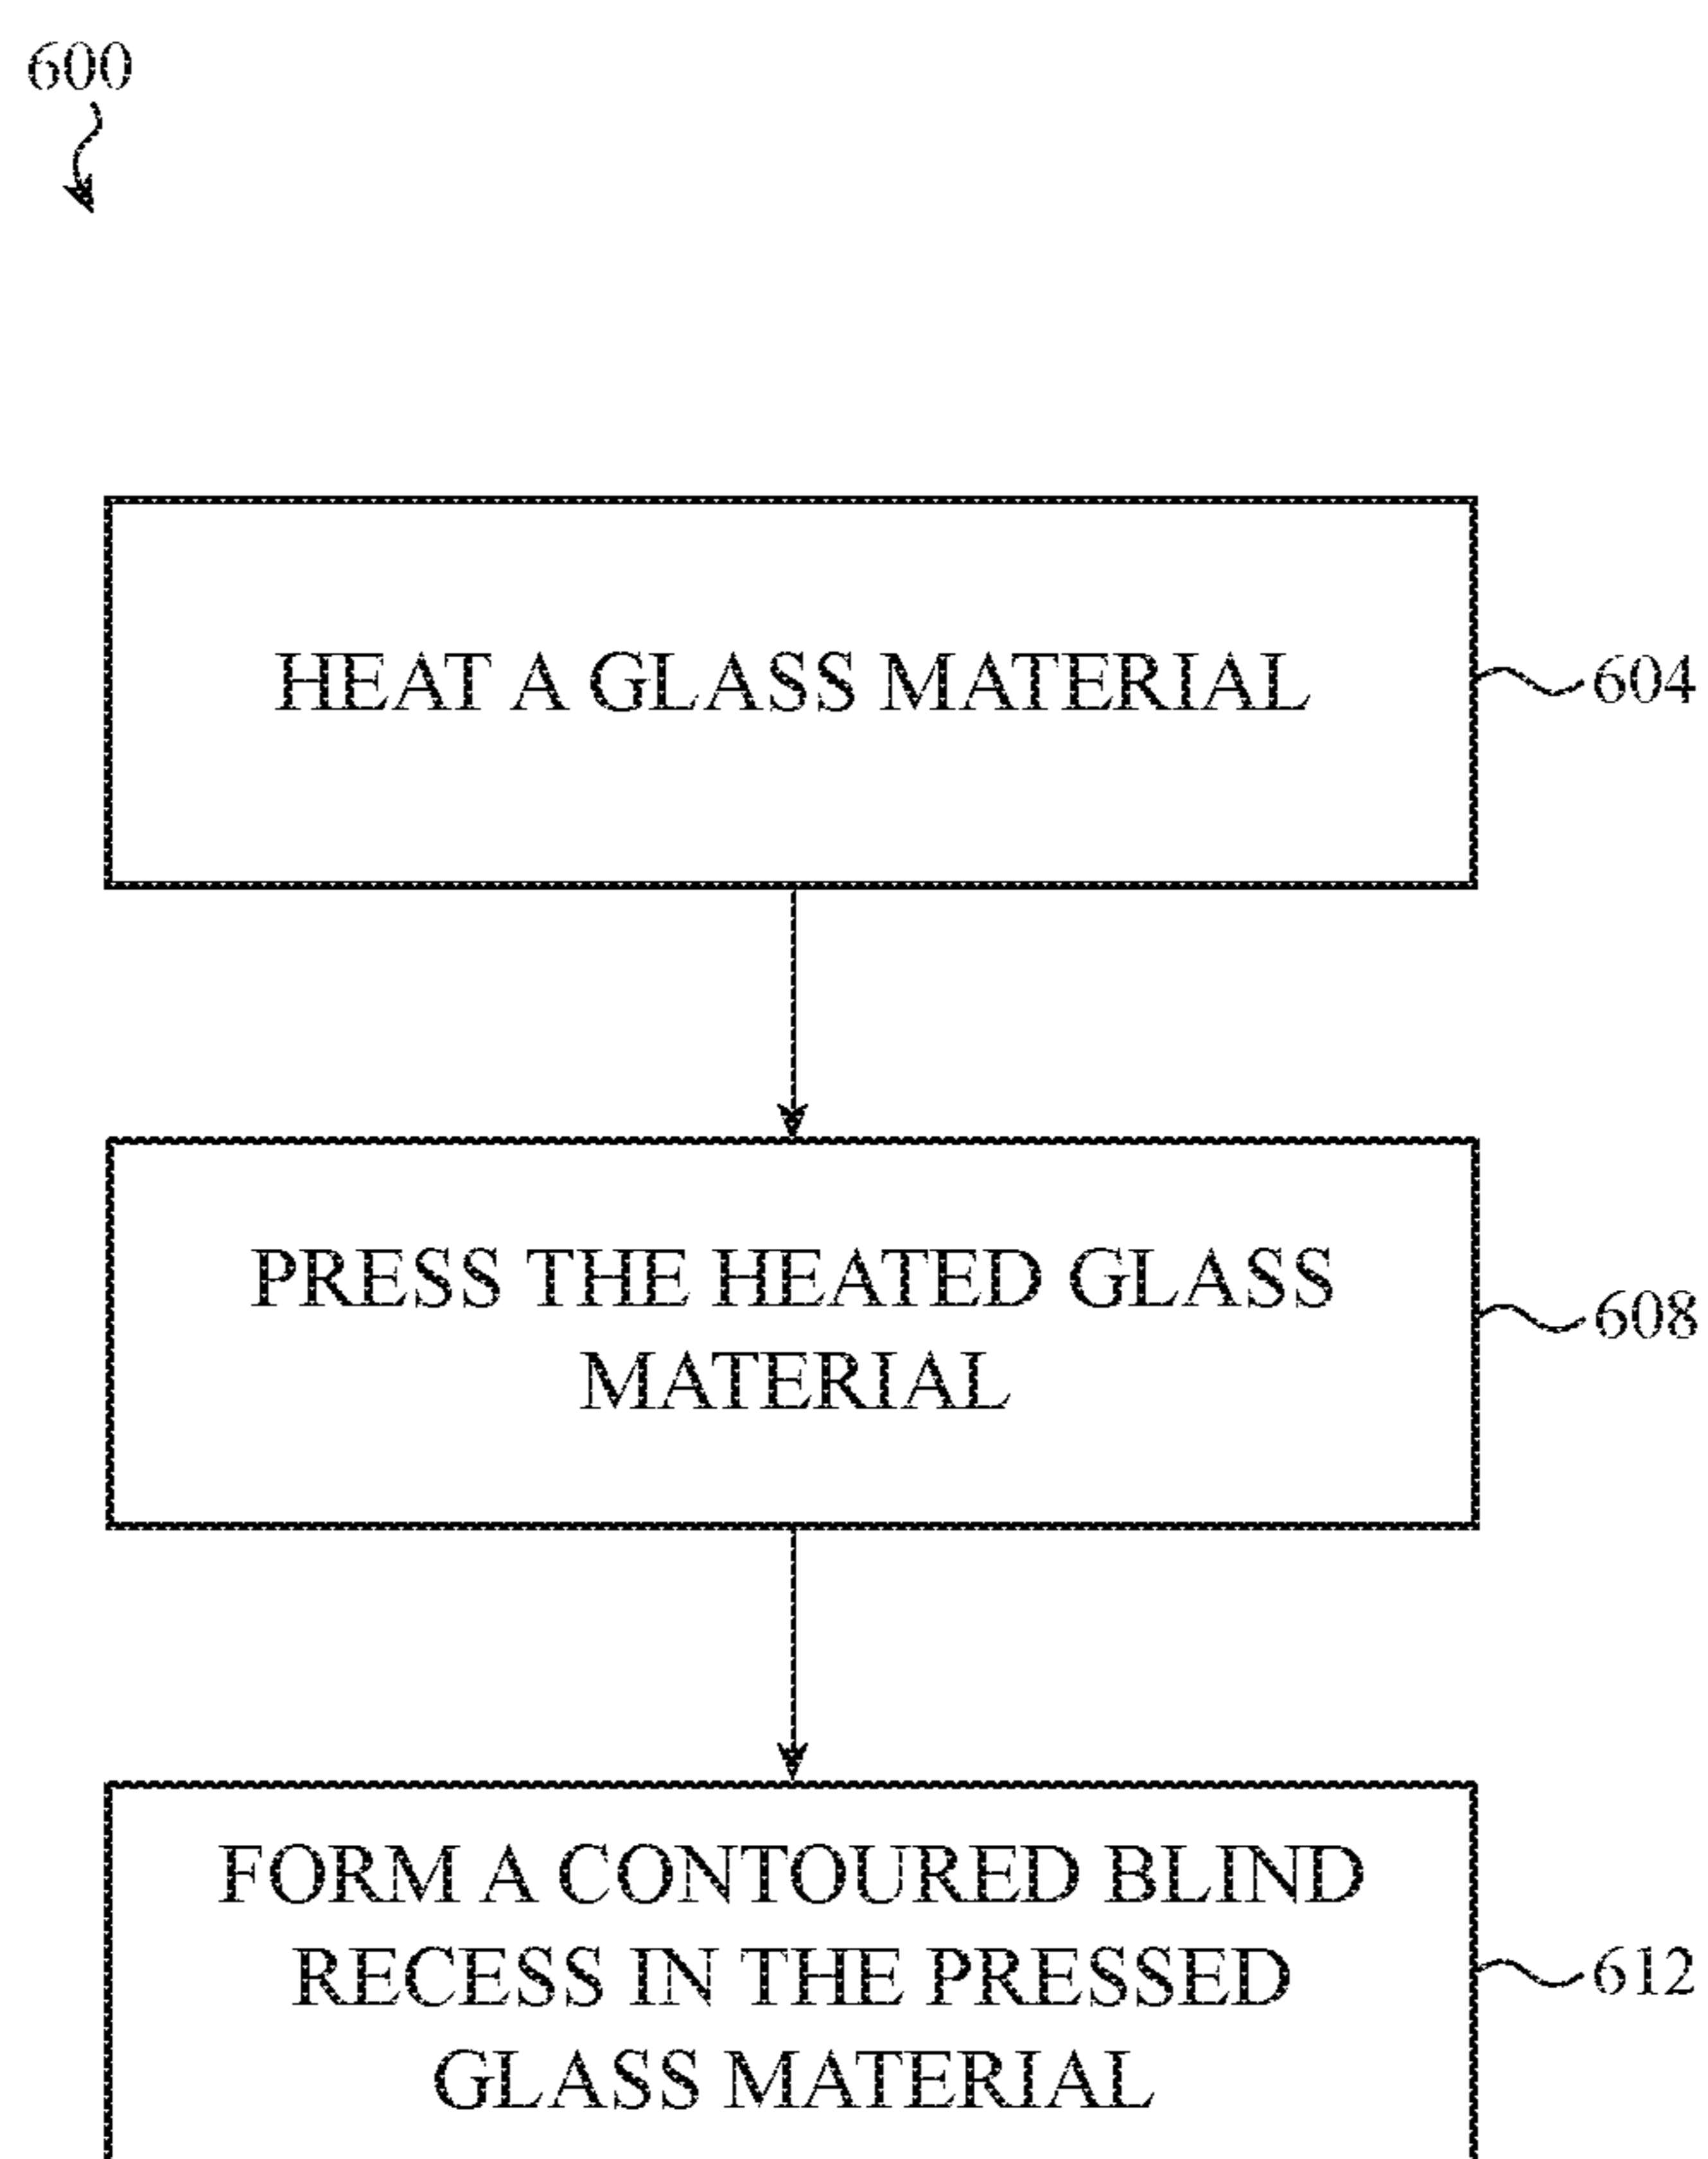 600
HEAT A GLASS MATERIAL
604
PRESS THE HEATED GLASS
MATERIAL
608
FORM A CONTOURED BLIND
RECESS IN THE PRESSED
GLASS MATERIAL
612